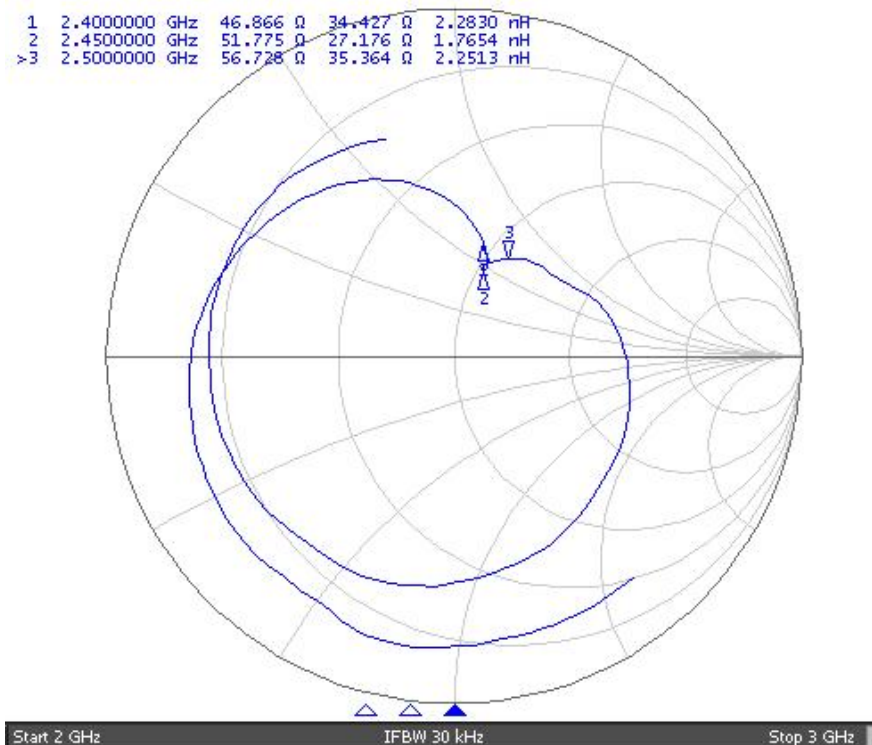 1 2.4000000 GHz 46.866 Ω 34.427 Ω 2.2830 nH
2 2.4500000 GHz 51.775 Ω 27.176 Ω 1.7654 nH
>3 2.5000000 GHz 56.728 Ω 35.364 Ω 2.2513 nH
3
2
Start 2 GHz IFBW 30 kHz Stop 3 GHz